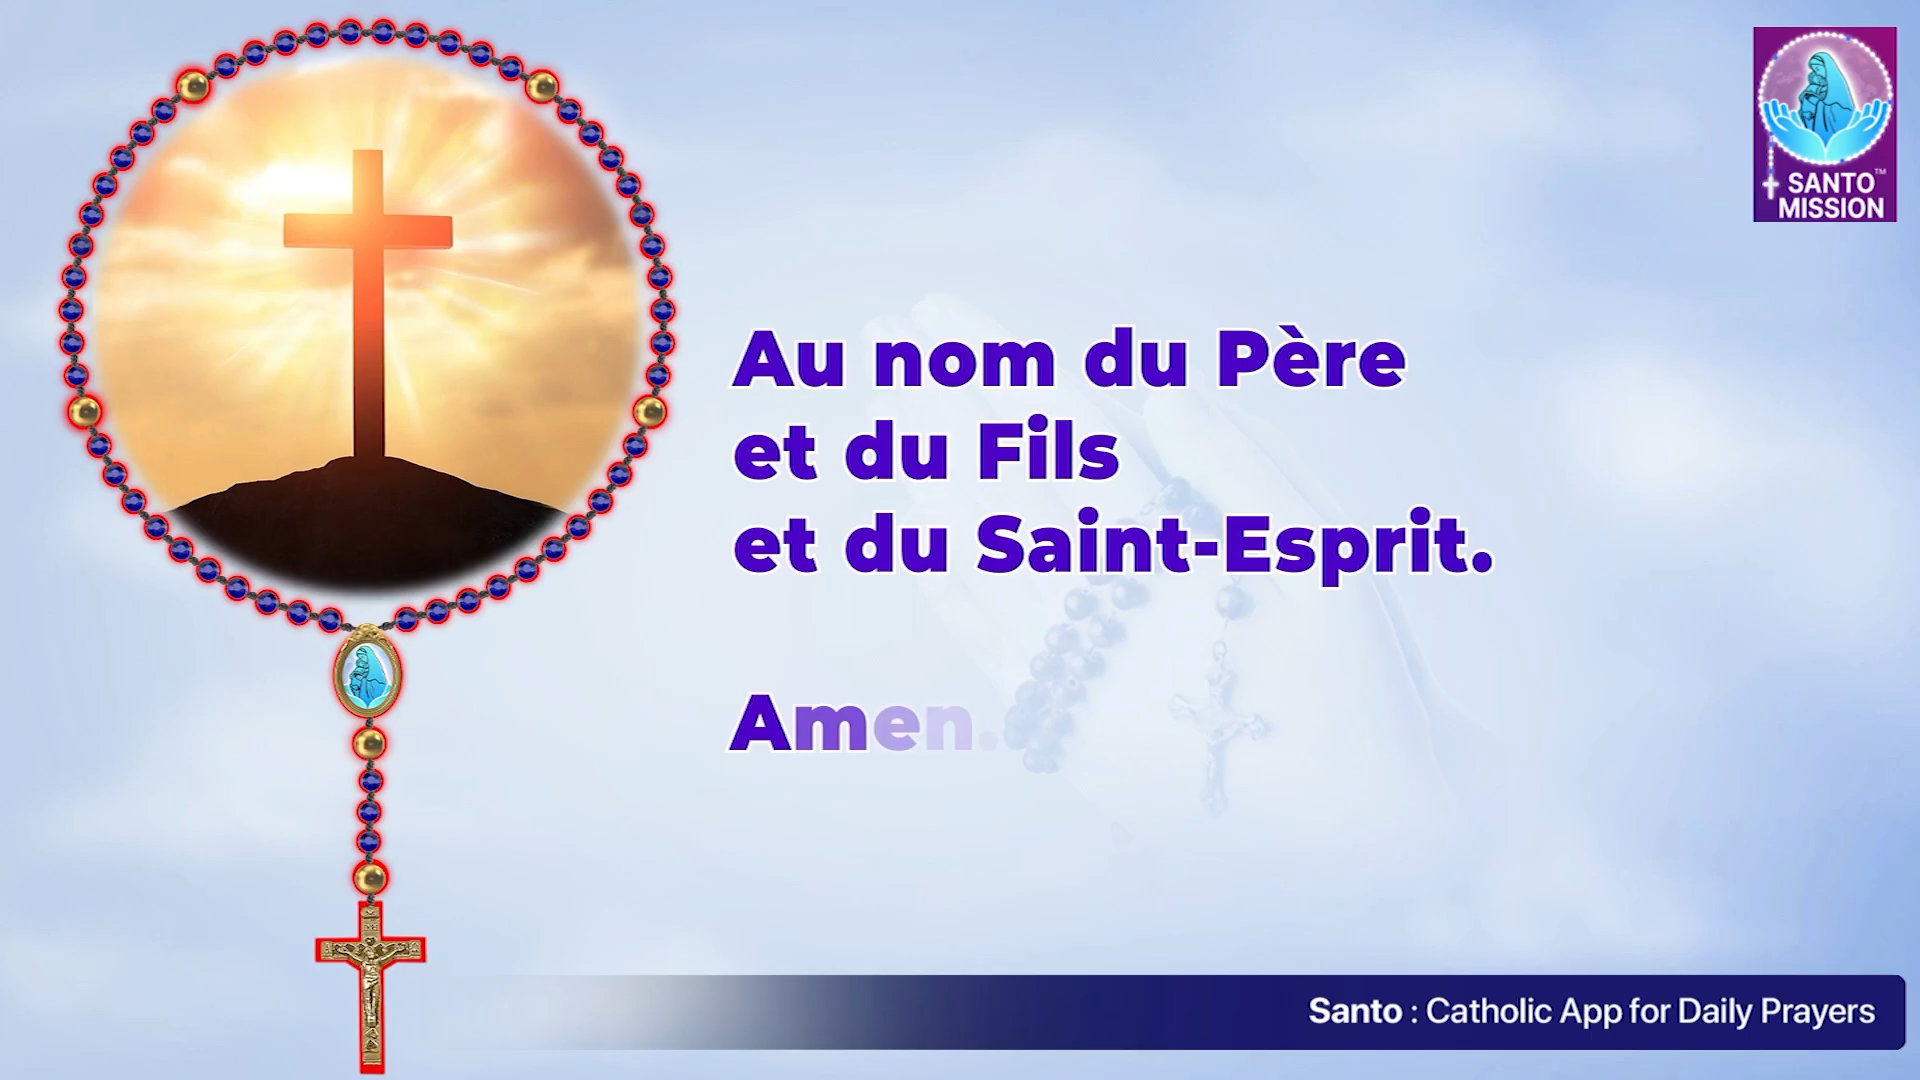 Au nom du Père
et du Fils
et du Saint-Esprit.
Amen.
SANTO™
MISSION
Santo : Catholic App for Daily Prayers